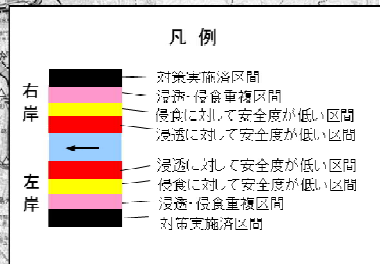 凡例
右岸
対策実施済区間
浸透・侵食重複区間
侵食に対して安全度が低い区間
浸透に対して安全度が低い区間
左岸
浸透に対して安全度が低い区間
侵食に対して安全度が低い区間
浸透・侵食重複区間
対策実施済区間